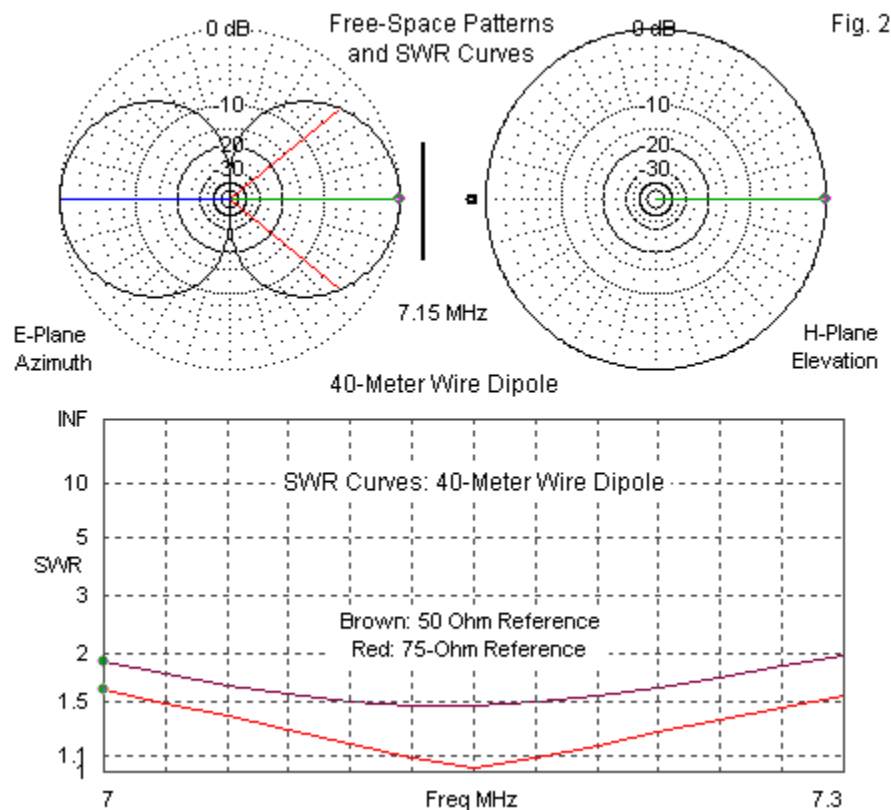 Free-Space Patterns
and SWR Curves
Fig. 2
0 dB
-10
-20
-30
0 dB
-10
-20
-30
7.15 MHz
E-Plane
Azimuth
H-Plane
Elevation
40-Meter Wire Dipole
INF
SWR Curves: 40-Meter Wire Dipole
10
5
SWR
3
Brown: 50 Ohm Reference
Red: 75-Ohm Reference
2
1.5
1.1
1
7
Freq MHz
7.3